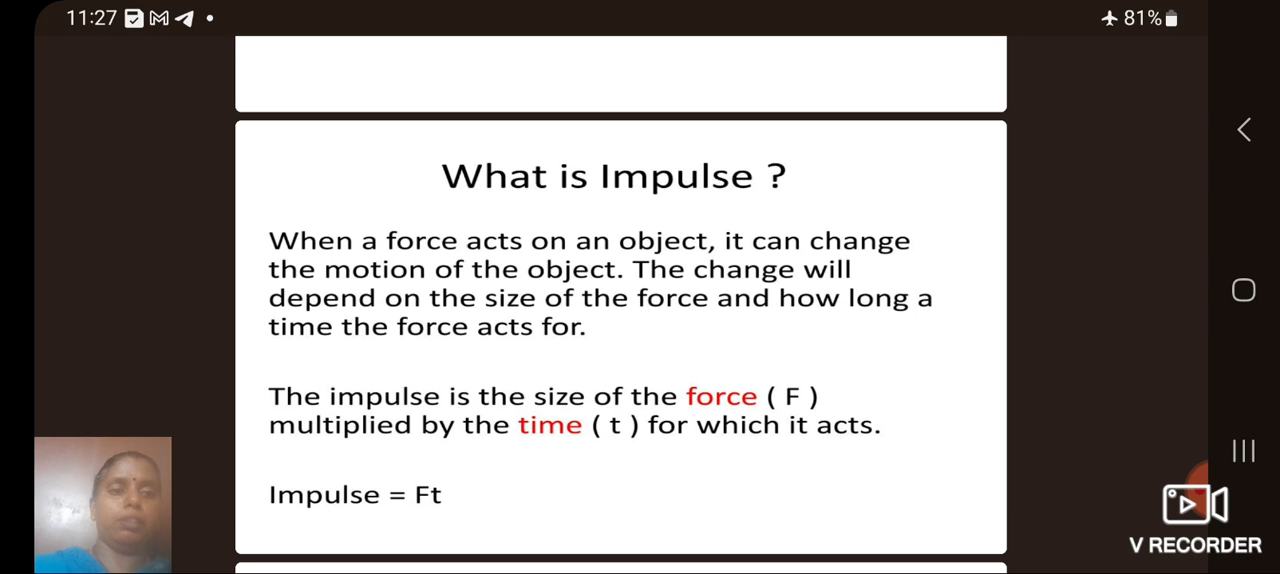 11:27
81%
What is Impulse ?
When a force acts on an object, it can change
the motion of the object. The change will
depend on the size of the force and how long a
time the force acts for.
The impulse is the size of the force ( F )
multiplied by the time ( t ) for which it acts.
Impulse = Ft
V RECORDER